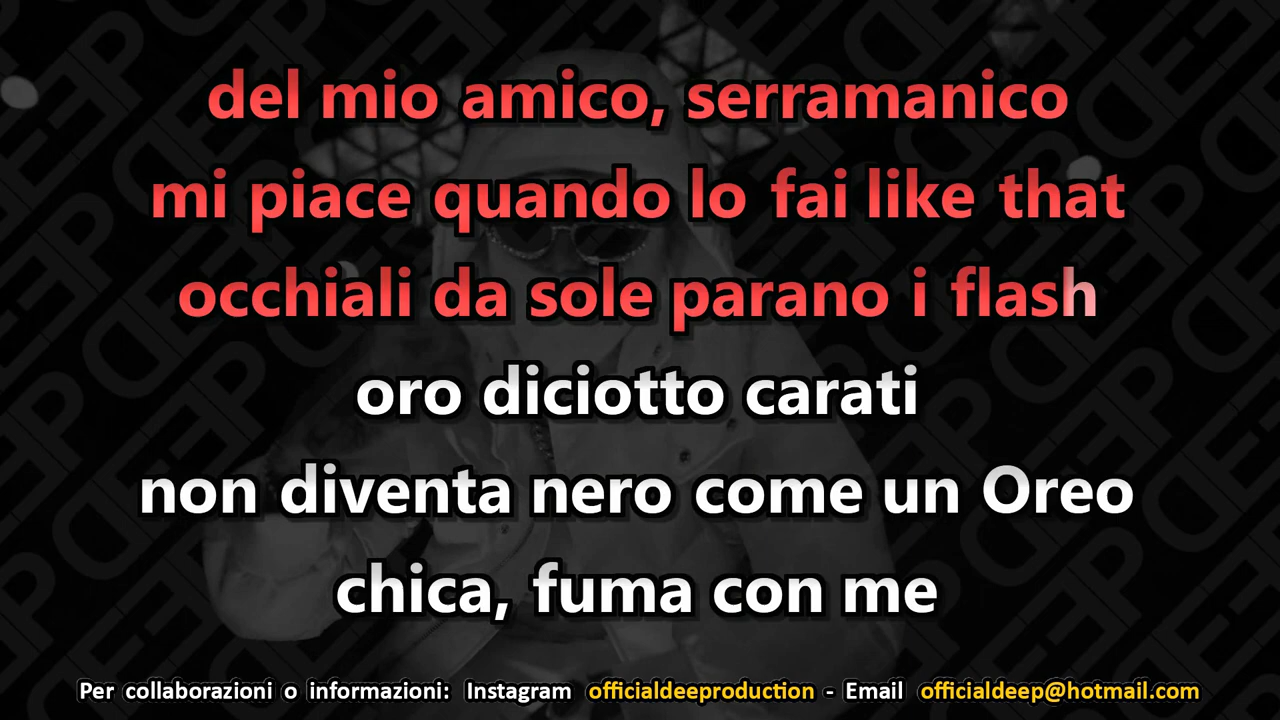 del mio amico, serramanico
mi piace quando lo fai like that
occhiali da sole parano i flash
oro diciotto carati
non diventa nero come un Oreo
chica, fuma con me
Per collaborazioni o informazioni: Instagram officialdeeproduction - Email officialdeep@hotmail.com